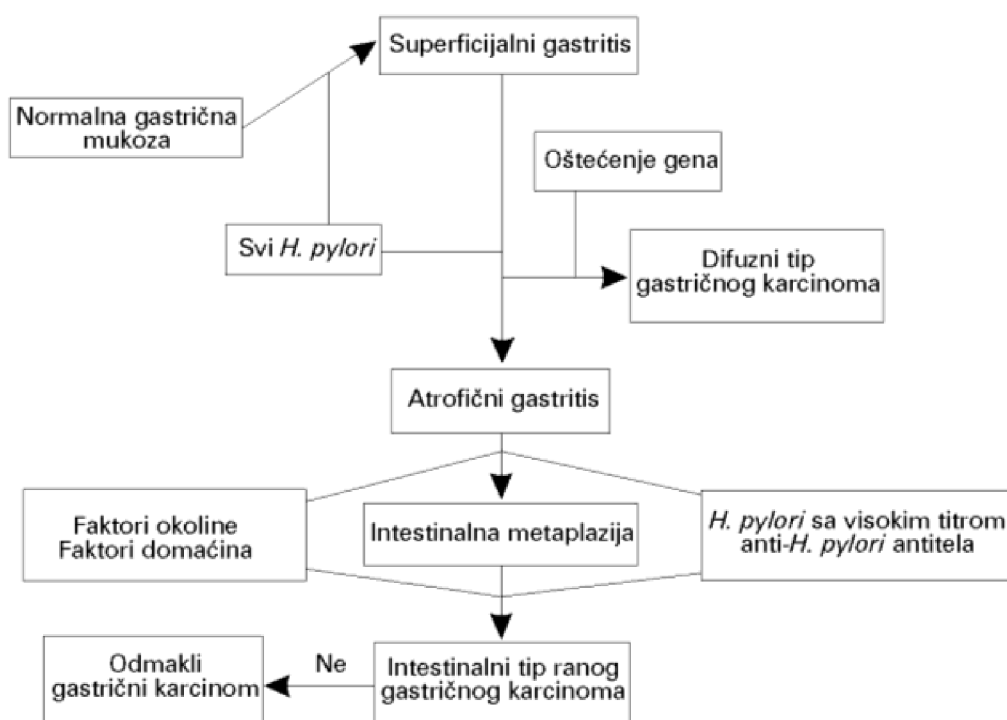 Superficijalni gastritis
Normalna gastrična
mukoza
Oštećenje gena
Svi H. pylori
Difuzni tip
gastričnog karcinoma
Atrofični gastritis
Faktori okoline
Faktori domaćina
Intestinalna metaplazija
H. pylori sa visokim titrom
anti-H. pylori antitela
Odmakli
gastrični karcinom
Ne
Intestinalni tip ranog
gastričnog karcinoma